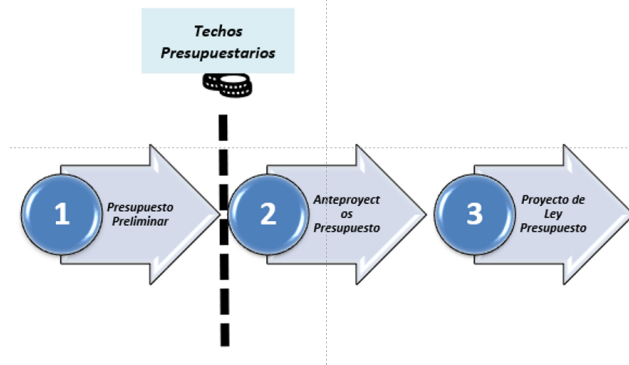 Techos
Presupuestarios
1
Presupuesto
Preliminar
2
Anteproyect
os
Presupuesto
3
Proyecto de
Ley
Presupuesto